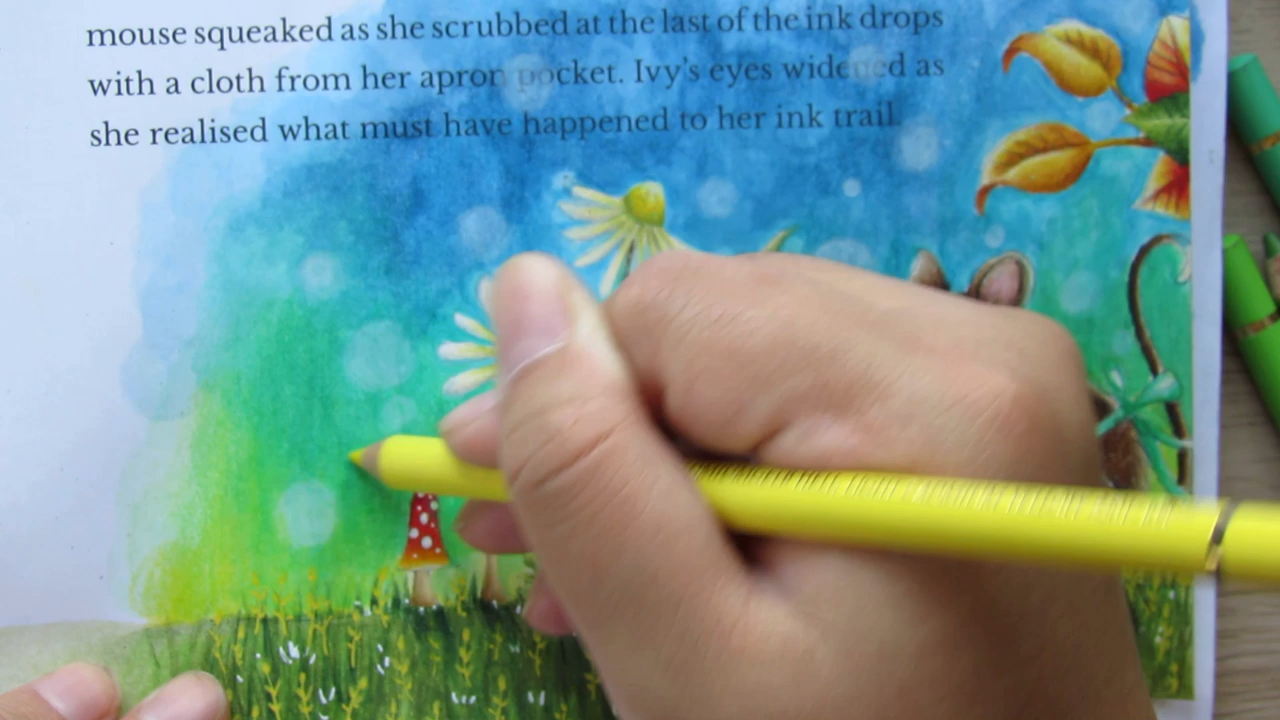 mouse squeaked as she scrubbed at the last of the ink drops
with a cloth from her apron pocket. Ivy's eyes widened as
she realised what must have happened to her ink trail.